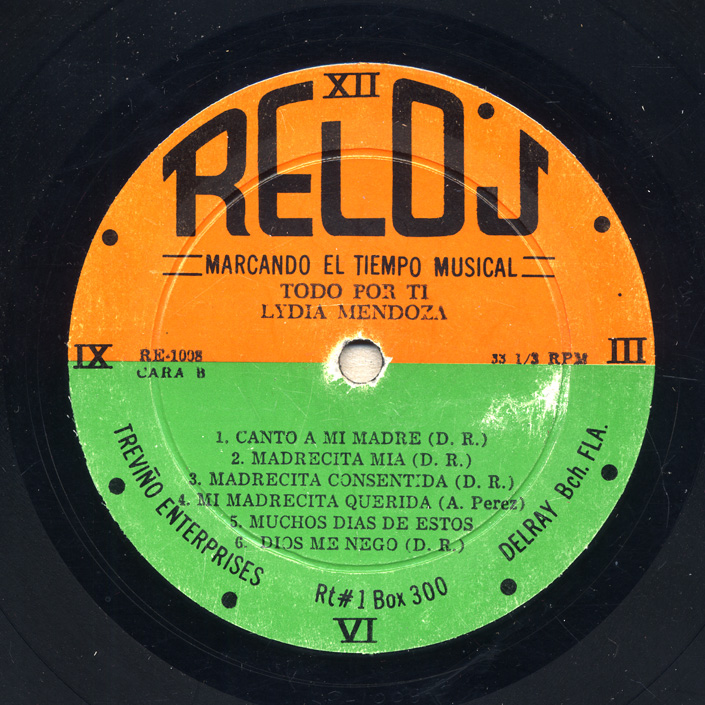 XII
RELOJ
MARCANDO EL TIEMPO MUSICAL
TODO POR TI
LYDIA MENDOZA
IX
RE-1008
CARA B
33 1/3 RPM
III
1. CANTO A MI MADRE (D. R.)
2. MADRECITA MIA (D. R.)
3. MADRECITA CONSENTIDA (D. R.)
4. MI MADRECITA QUERIDA (A. Perez)
5. MUCHOS DIAS DE ESTOS
6. DIOS ME NEGO (D. R.)
TREVIÑO ENTERPRISES
Rt#1 Box 300
DELRAY Bch. FLA.
VI